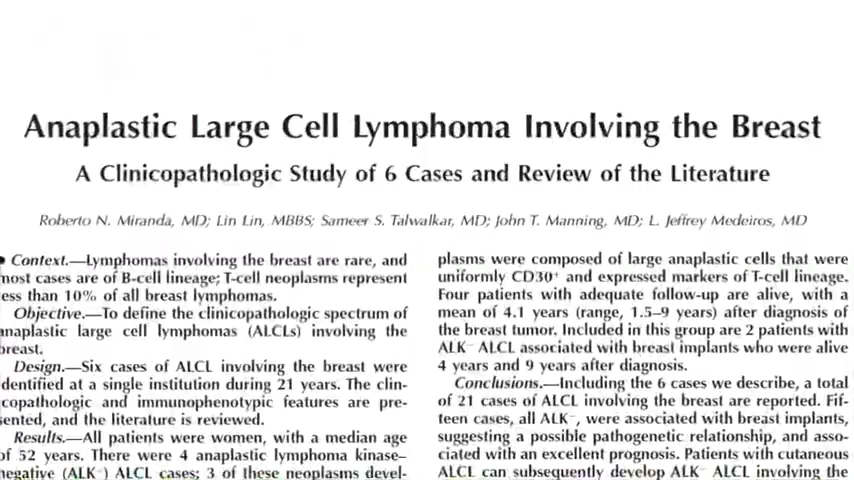 Anaplastic Large Cell Lymphoma Involving the Breast
A Clinicopathologic Study of 6 Cases and Review of the Literature
Roberto N. Miranda, MD; Lin Lin, MBBS; Sameer S. Talwalkar, MD; John T. Manning, MD; L. Jeffrey Medeiros, MD
• Context.—Lymphomas involving the breast are rare, and
most cases are of B-cell lineage; T-cell neoplasms represent
less than 10% of all breast lymphomas.
Objective.—To define the clinicopathologic spectrum of
anaplastic large cell lymphomas (ALCLs) involving the
breast.
Design.—Six cases of ALCL involving the breast were
identified at a single institution during 21 years. The clin-
icopathologic and immunophenotypic features are pre-
sented, and the literature is reviewed.
Results.—All patients were women, with a median age
of 52 years. There were 4 anaplastic lymphoma kinase–
negative (ALK⁻) ALCL cases; 3 of these neoplasms devel-
plasms were composed of large anaplastic cells that were
uniformly CD30⁺ and expressed markers of T-cell lineage.
Four patients with adequate follow-up are alive, with a
mean of 4.1 years (range, 1.5–9 years) after diagnosis of
the breast tumor. Included in this group are 2 patients with
ALK⁻ ALCL associated with breast implants who were alive
4 years and 9 years after diagnosis.
Conclusions.—Including the 6 cases we describe, a total
of 21 cases of ALCL involving the breast are reported. Fif-
teen cases, all ALK⁻, were associated with breast implants,
suggesting a possible pathogenetic relationship, and asso-
ciated with an excellent prognosis. Patients with cutaneous
ALCL can subsequently develop ALK⁻ ALCL involving the